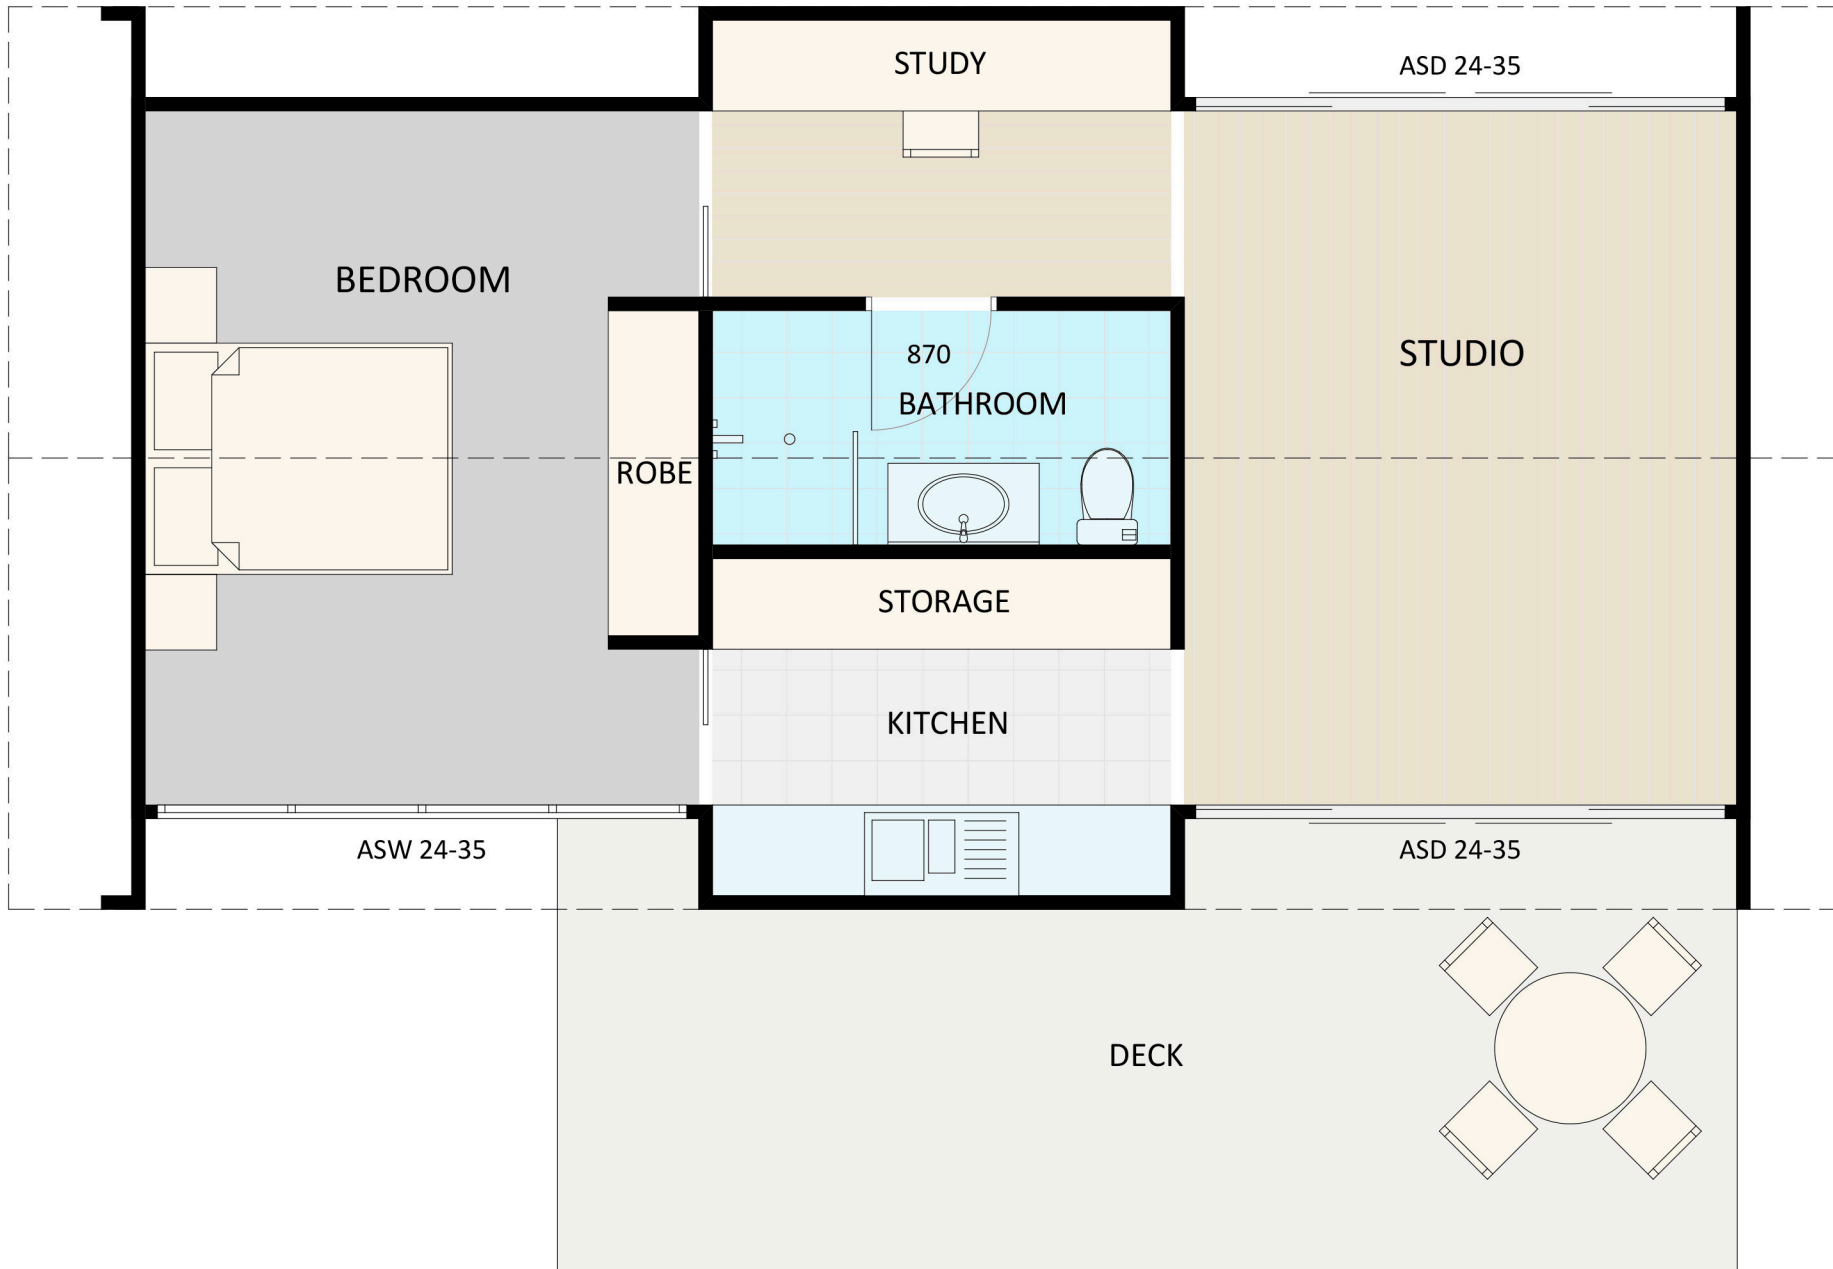 STUDY
ASD 24-35
BEDROOM
STUDIO
870
BATHROOM
ROBE
STORAGE
KITCHEN
ASW 24-35
ASD 24-35
DECK